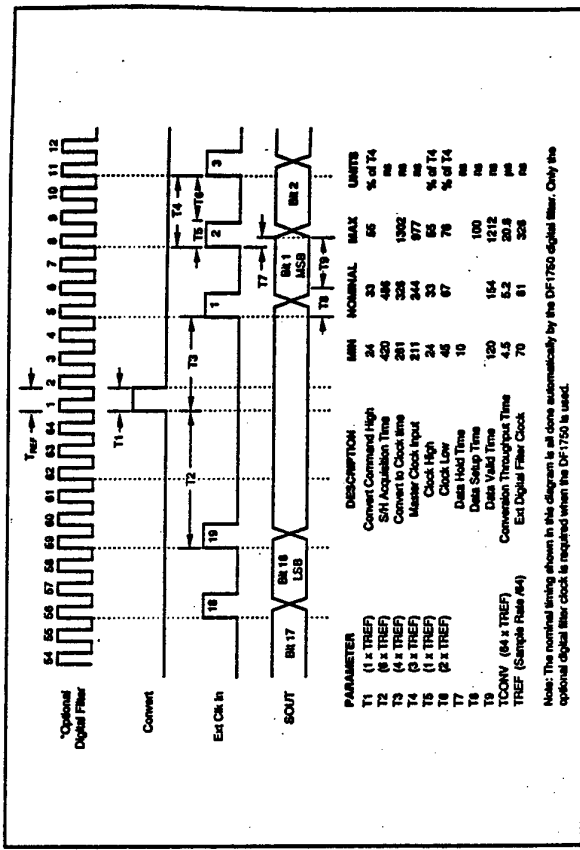 TREF
54 55 56 57 58 59 60 61 62 63 64 1 2 3 4 5 6 7 8 9 10 11 12
*Optional
Digital Filter
T1
Convert
T2 T3 T4
T5 T6
18 19 1 2 3
Ext Clk In
T7
SOUT
Bit 17 Bit 18 Bit 1 Bit 2
LSB MSB
T8 T9
PARAMETER DESCRIPTION MIN NOMINAL MAX UNITS
T1 (1 x TREF) Convert Command High 24 33 55 % of T4
T2 (6 x TREF) S/H Acquisition Time 420 486 ns
T3 (4 x TREF) Convert to Clock time 281 326 1302 ns
T4 (3 x TREF) Master Clock Input 211 244 977 ns
T5 (1 x TREF) Clock High 24 33 55 % of T4
T6 (2 x TREF) Clock Low 45 67 76 % of T4
T7 Data Hold Time 10 ns
T8 Data Setup Time 100 ns
T9 Data Valid Time 120 154 1212 ns
TCONV (64 x TREF) Conversion Throughput Time 4.5 5.2 20.8 µs
TREF (Sample Rate /64) Ext Digital Filter Clock 70 81 326 ns
Note: The nominal timing shown in this diagram is all done automatically by the DF1750 digital filter. Only the
optional digital filter clock is required when the DF1750 is used.